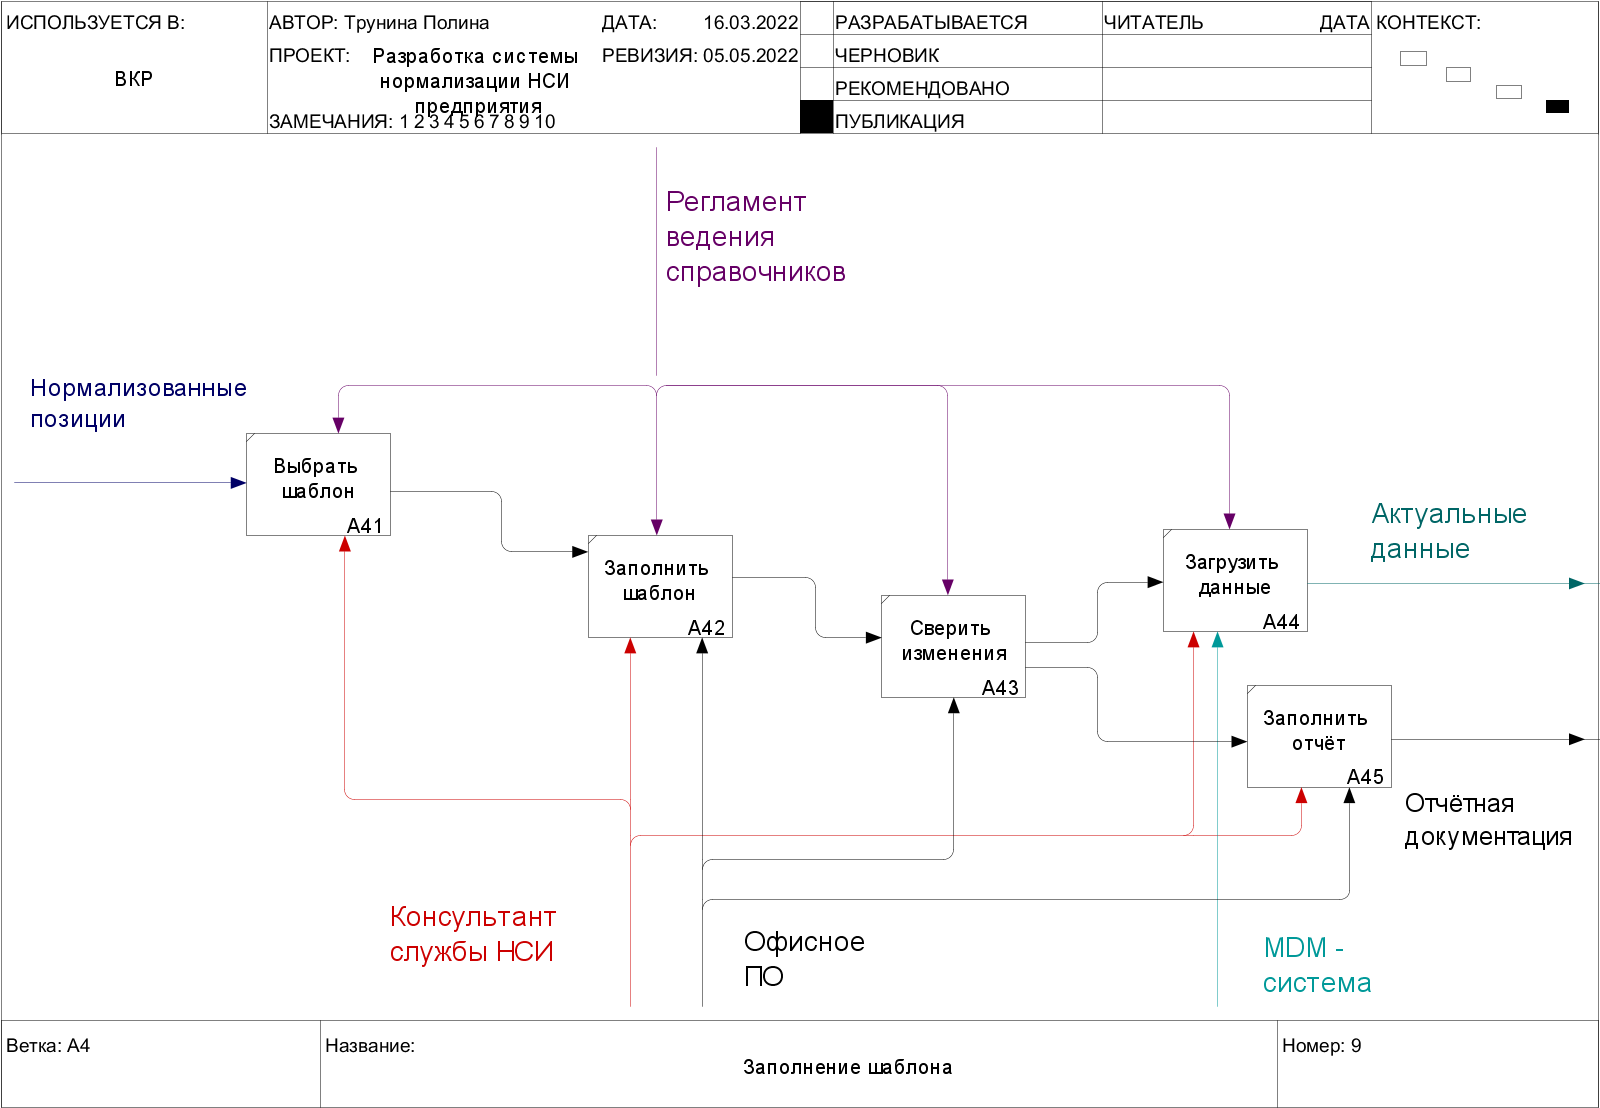 ИСПОЛЬЗУЕТСЯ В:
ВКР
АВТОР: Трунина Полина
ДАТА: 16.03.2022
ПРОЕКТ: Разработка системы
нормализации НСИ
предприятия
РЕВИЗИЯ: 05.05.2022
ЗАМЕЧАНИЯ: 1 2 3 4 5 6 7 8 9 10
РАЗРАБАТЫВАЕТСЯ
ЧЕРНОВИК
РЕКОМЕНДОВАНО
ПУБЛИКАЦИЯ
ЧИТАТЕЛЬ ДАТА
КОНТЕКСТ:
Регламент
ведения
справочников
Нормализованные
позиции
Выбрать
шаблон
A41
Заполнить
шаблон
A42
Сверить
изменения
A43
Загрузить
данные
A44
Актуальные
данные
Заполнить
отчёт
A45
Отчётная
документация
Консультант
службы НСИ
Офисное
ПО
MDM -
система
Ветка: A4
Название:
Заполнение шаблона
Номер: 9